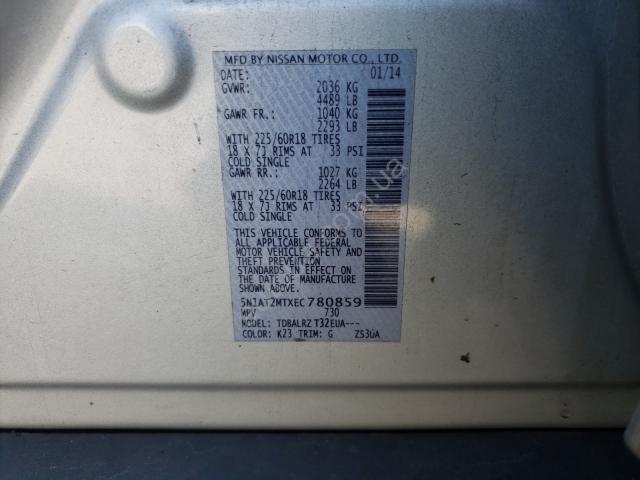 MFD BY NISSAN MOTOR CO., LTD.
DATE: 01/14
GVWR: 2036 KG
4489 LB
GAWR FR.: 1040 KG
2293 LB
WITH 225/60R18 TIRES
18 X 7J RIMS AT 33 PSI
COLD SINGLE
GAWR RR.: 1027 KG
2264 LB
WITH 225/60R18 TIRES
18 X 7J RIMS AT 33 PSI
COLD SINGLE
THIS VEHICLE CONFORMS TO
ALL APPLICABLE FEDERAL
MOTOR VEHICLE SAFETY AND
THEFT PREVENTION
STANDARDS IN EFFECT ON
THE DATE OF MANUFACTURE
SHOWN ABOVE.
5N1AT2MTXEC780859
MPV 730
MODEL: TDBALRZ T32EUA---
COLOR: K23 TRIM: G ZS30A